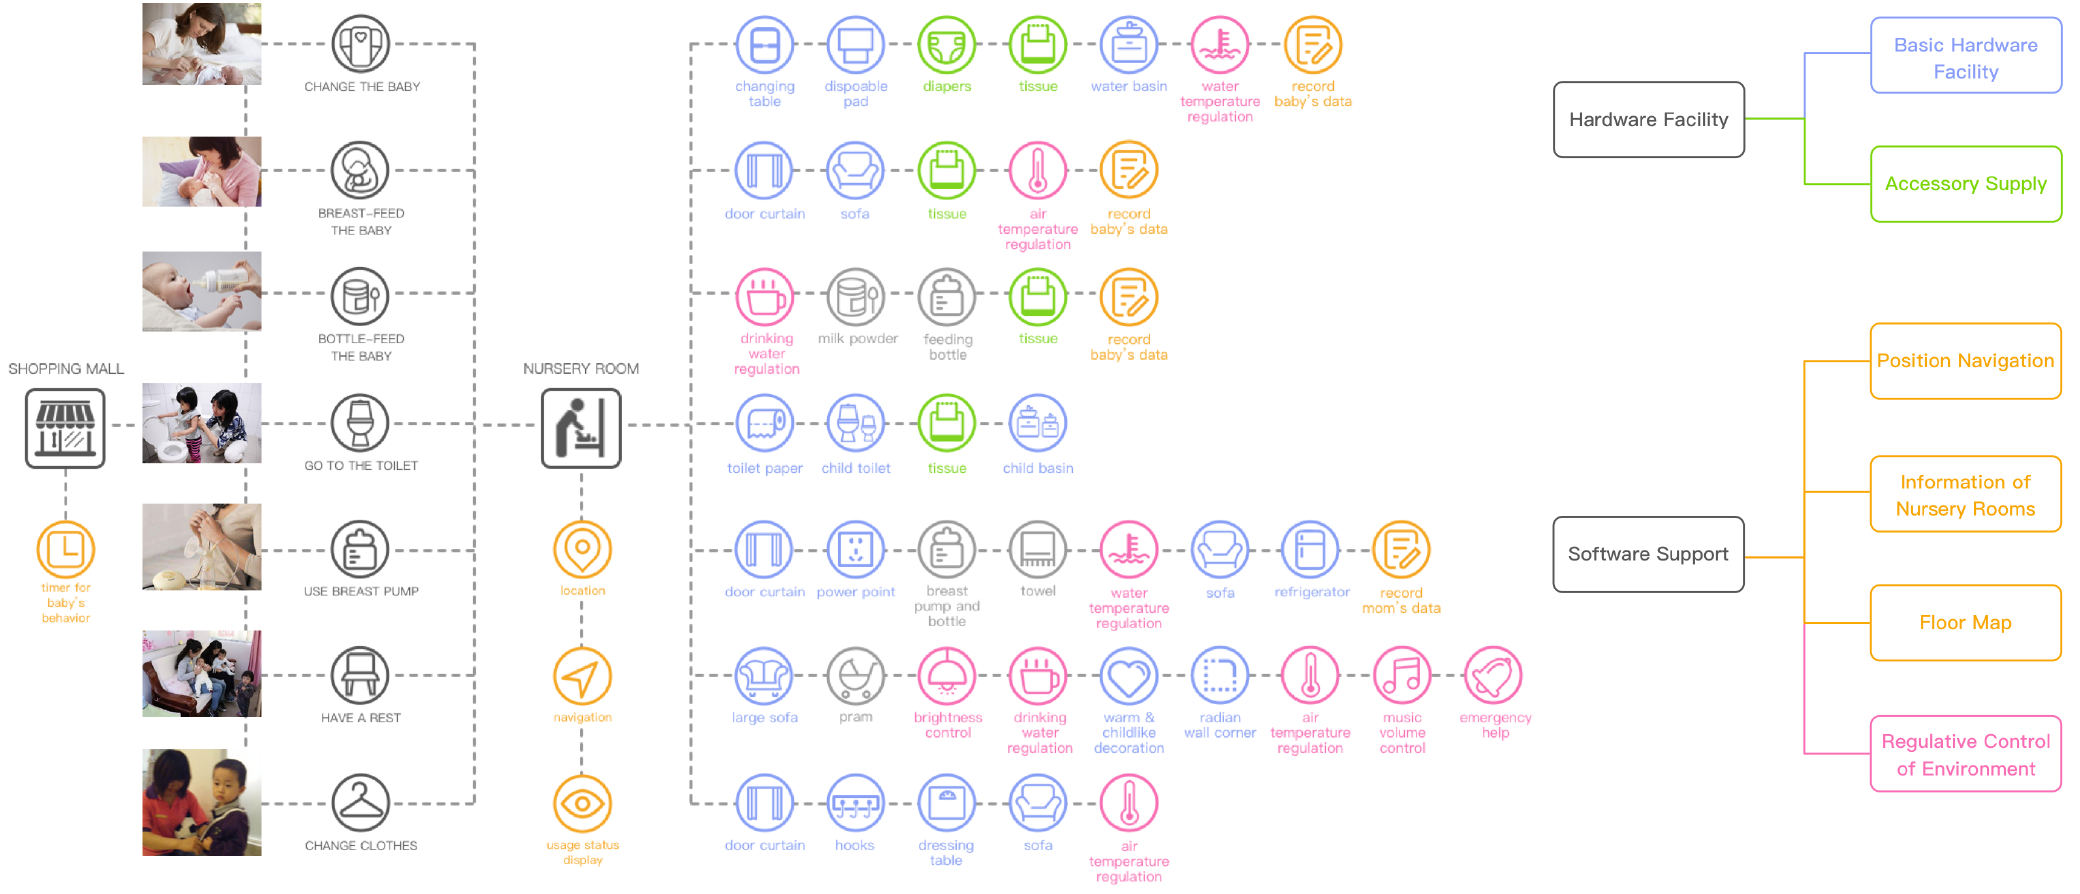 SHOPPING MALL
timer for
baby's
behavior
CHANGE THE BABY
BREAST-FEED
THE BABY
BOTTLE-FEED
THE BABY
GO TO THE TOILET
USE BREAST PUMP
HAVE A REST
CHANGE CLOTHES
NURSERY ROOM
location
navigation
usage status
display
changing
table
dispoable
pad
diapers
tissue
water basin
water
temperature
regulation
record
baby's data
door curtain
sofa
tissue
air
temperature
regulation
record
baby's data
drinking
water
regulation
milk powder
feeding
bottle
tissue
record
baby's data
toilet paper
child toilet
tissue
child basin
door curtain
power point
breast
pump and
bottle
towel
water
temperature
regulation
sofa
refrigerator
record
mom's data
large sofa
pram
brightness
control
drinking
water
regulation
warm &
childlike
decoration
radian
wall corner
air
temperature
regulation
music
volume
control
emergency
help
door curtain
hooks
dressing
table
sofa
air
temperature
regulation
Hardware Facility
Basic Hardware
Facility
Accessory Supply
Software Support
Position Navigation
Information of
Nursery Rooms
Floor Map
Regulative Control
of Environment